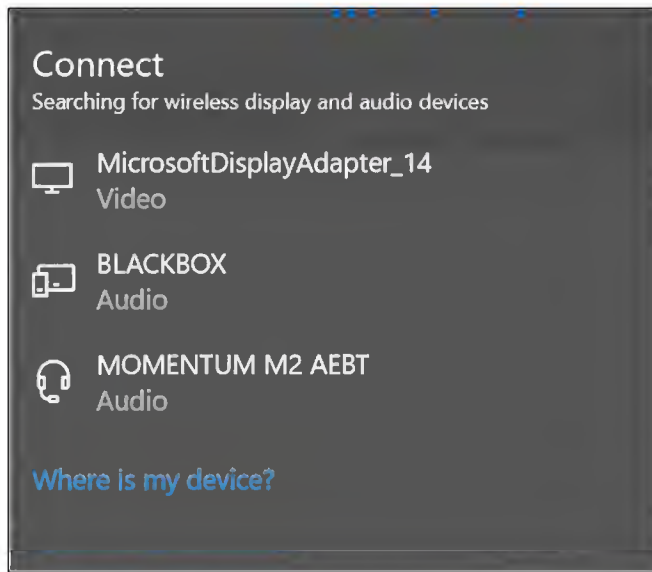 Connect
Searching for wireless display and audio devices
MicrosoftDisplayAdapter_14
Video
BLACKBOX
Audio
MOMENTUM M2 AEBT
Audio
Where is my device?